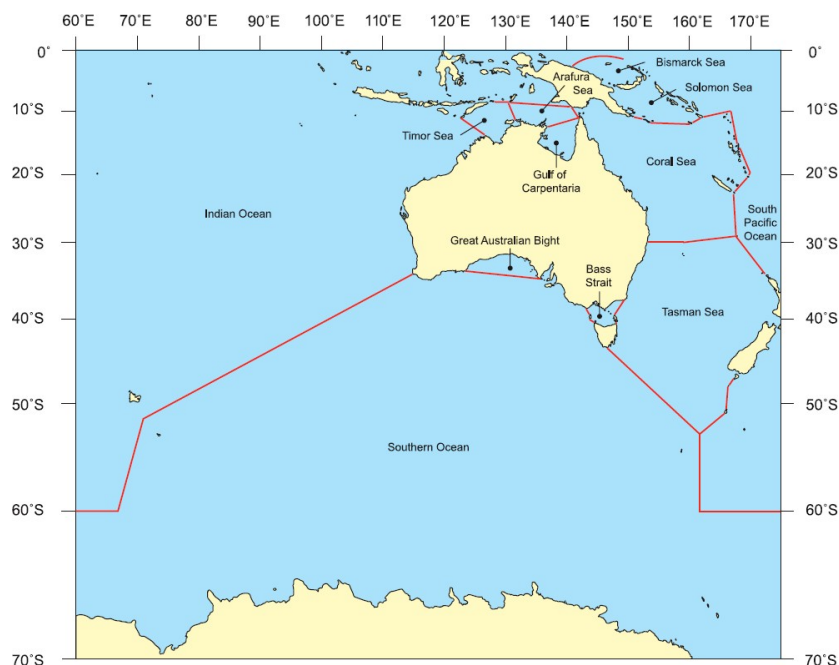 60°E 70°E 80°E 90°E 100°E 110°E 120°E 130°E 140°E 150°E 160°E 170°E
0° 0°
Bismarck Sea
Arafura
Sea
Solomon Sea
10°S 10°S
Timor Sea
Coral Sea
Gulf of
Carpentaria
20°S 20°S
Indian Ocean
South
Pacific
Ocean
30°S 30°S
Great Australian Bight
Bass
Strait
Tasman Sea
40°S 40°S
50°S 50°S
Southern Ocean
60°S 60°S
70°S 70°S